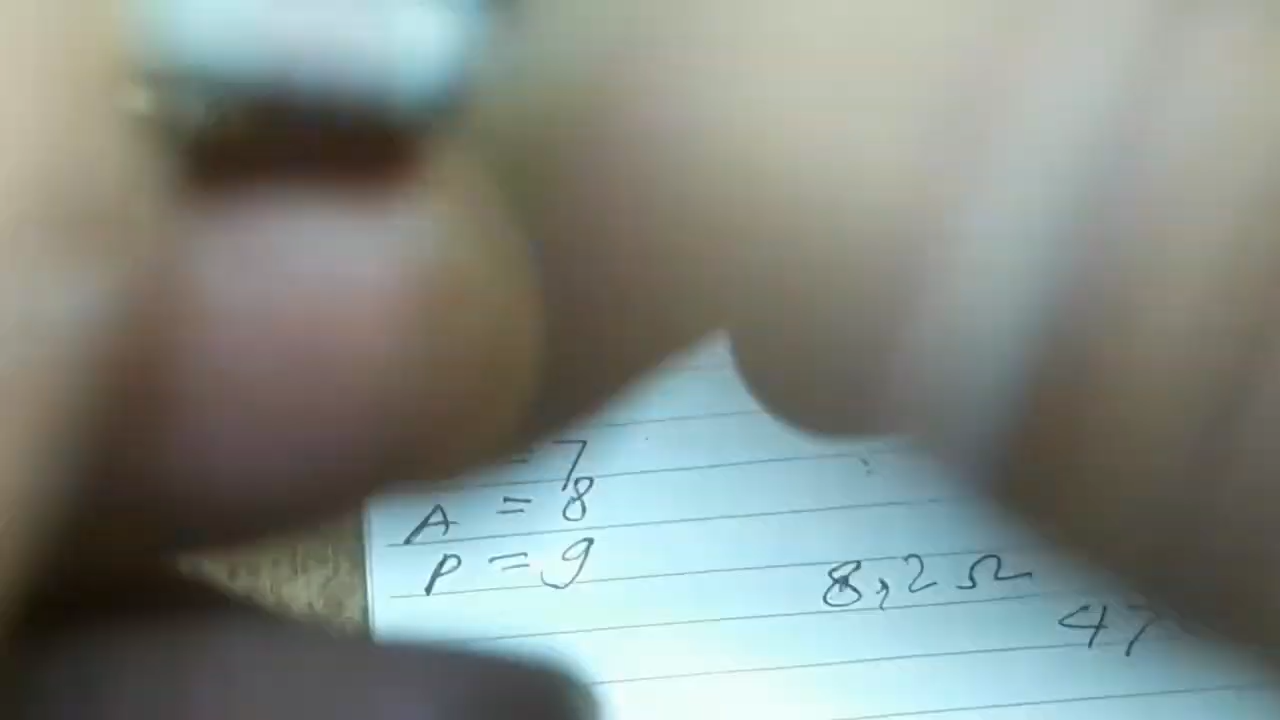 = 7
A = 8
P = 9
8,2 Ω
47